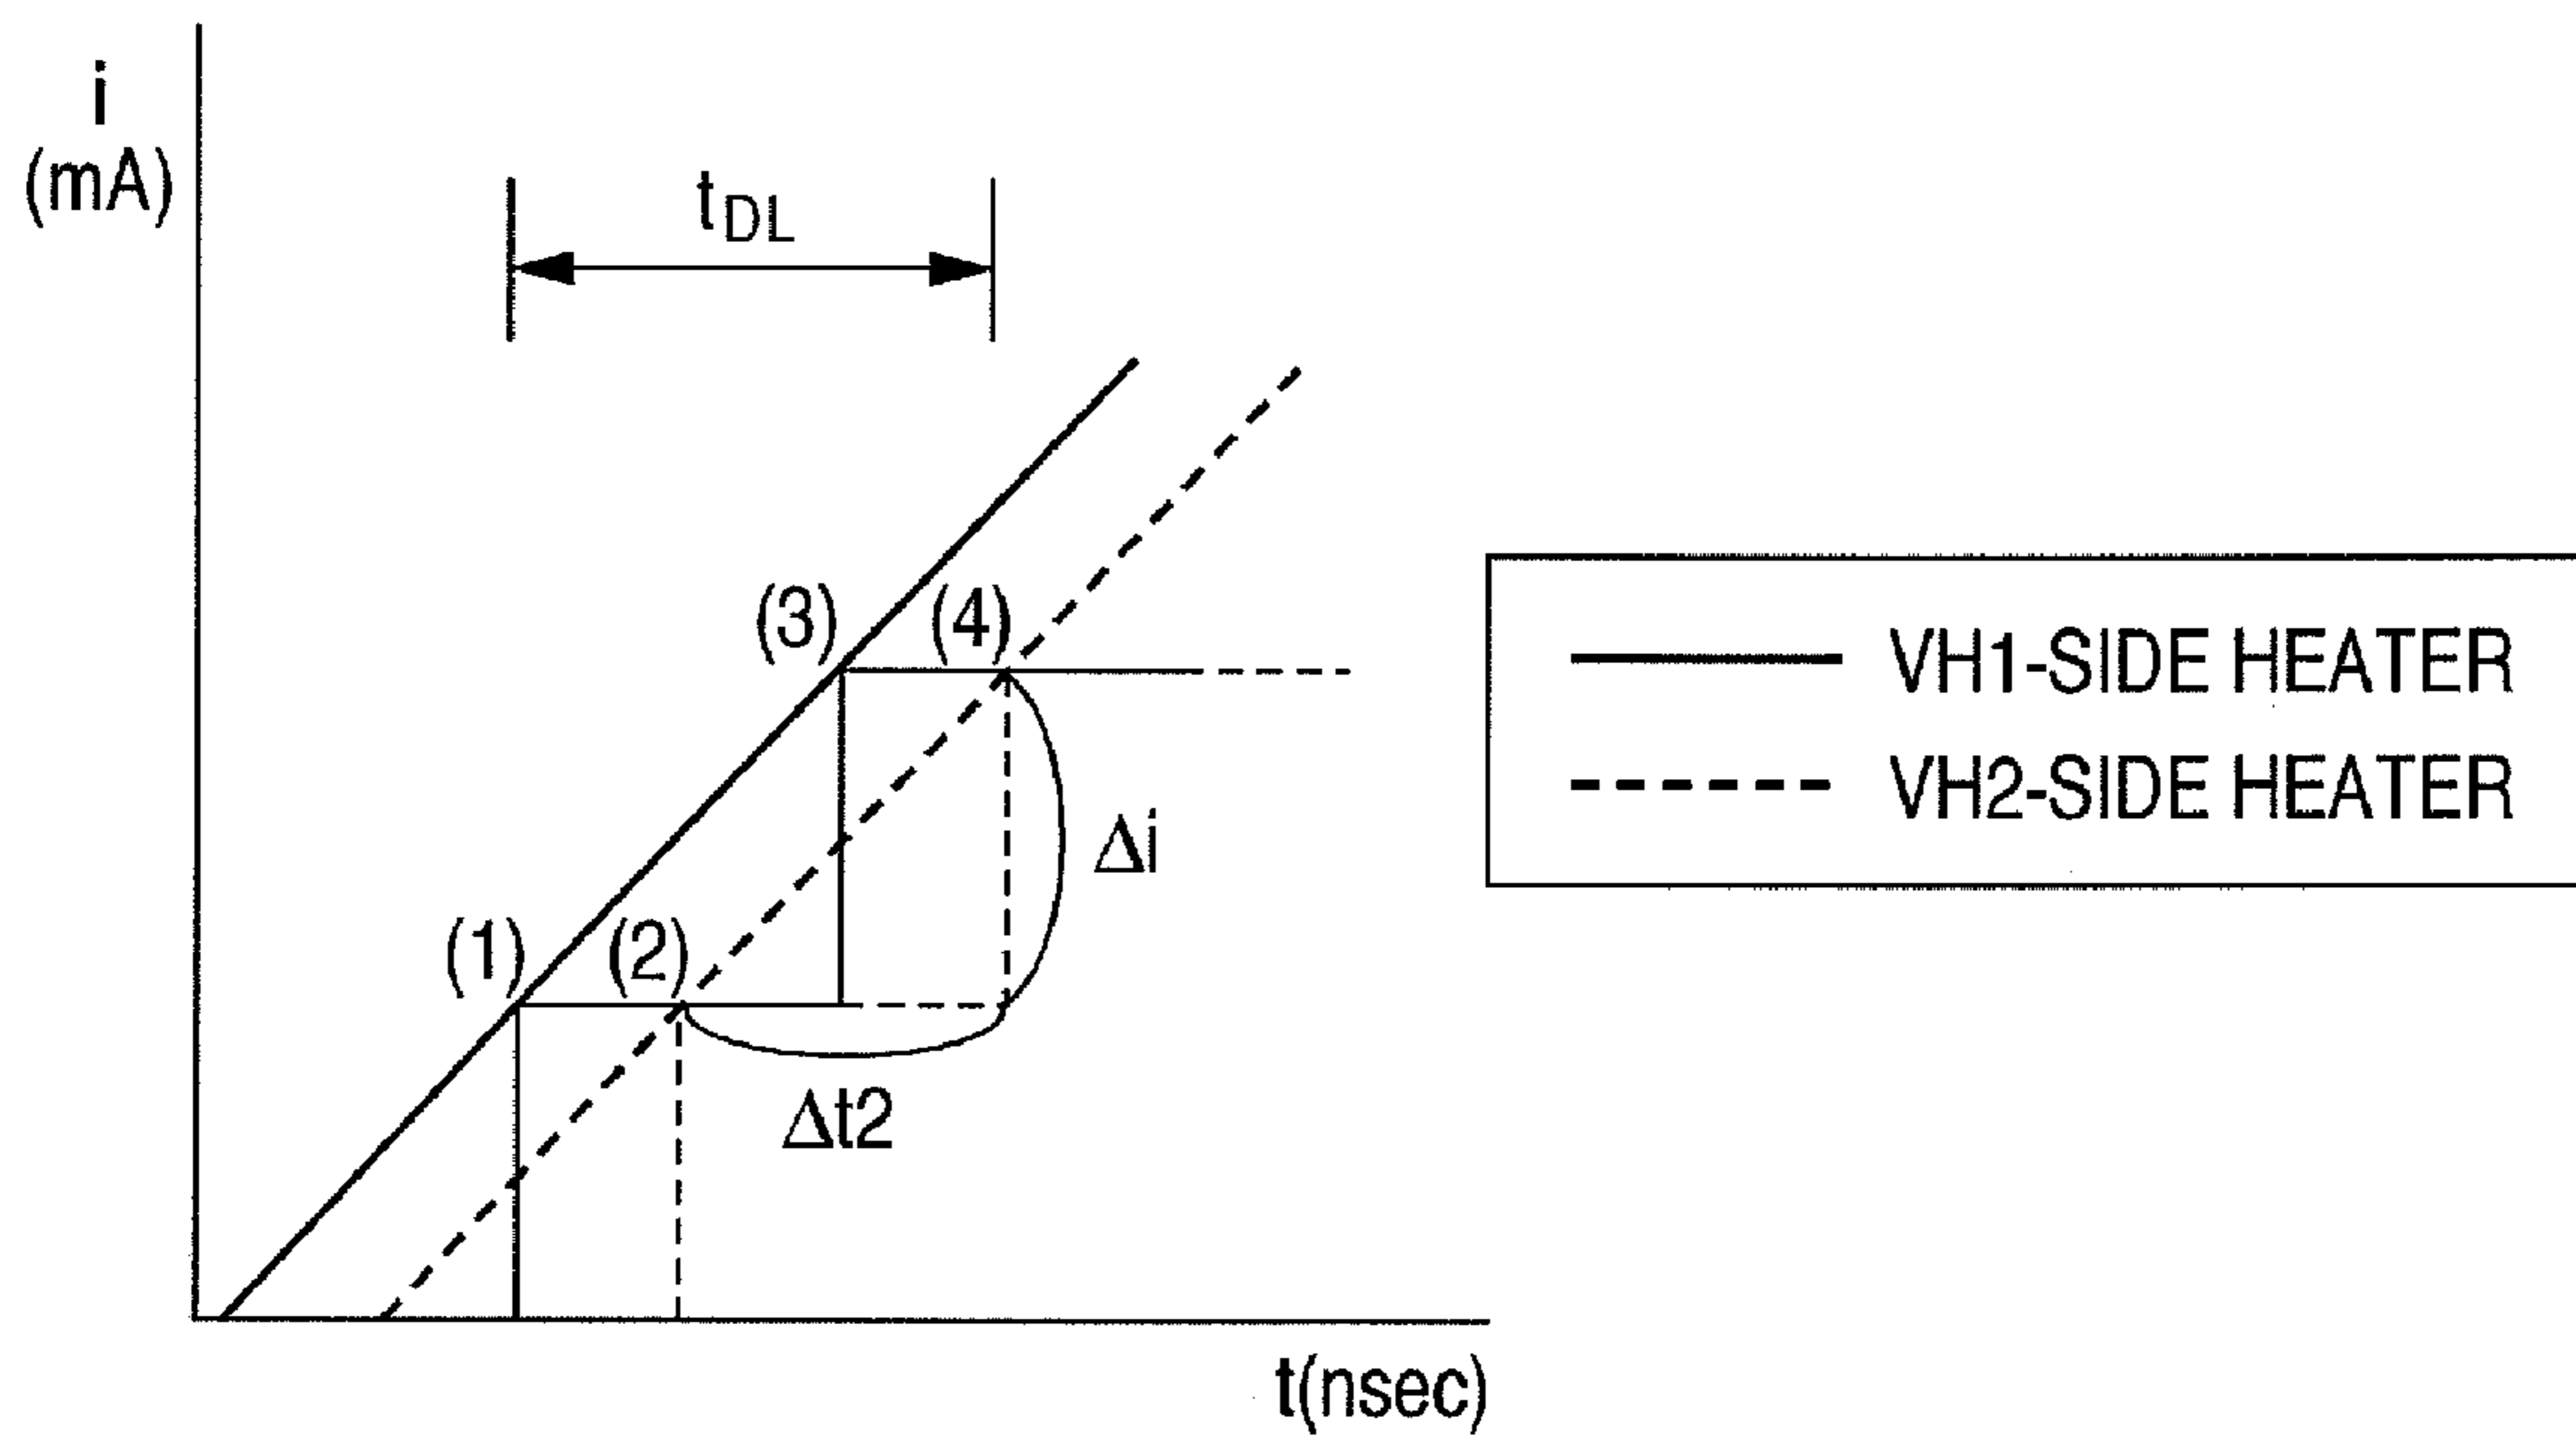 i
(mA)
tDL
(3)
(4)
(1)
(2)
Δi
Δt2
t(nsec)
VH1-SIDE HEATER
VH2-SIDE HEATER